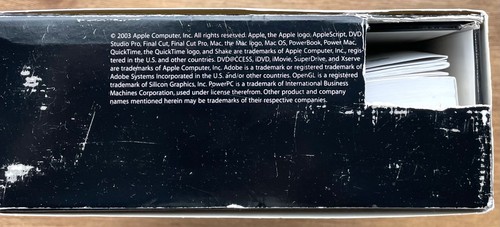 © 2003 Apple Computer, Inc. All rights reserved. Apple, the Apple logo, AppleScript, DVD
Studio Pro, Final Cut, Final Cut Pro, Mac, the Mac logo, Mac OS, PowerBook, Power Mac,
QuickTime, the QuickTime logo, and Shake are trademarks of Apple Computer, Inc., regis-
tered in the U.S. and other countries. DVD@CCESS, iDVD, iMovie, SuperDrive, and Xserve
are trademarks of Apple Computer, Inc. Adobe is a trademark or registered trademark of
Adobe Systems Incorporated in the U.S. and/or other countries. OpenGL is a registered
trademark of Silicon Graphics, Inc. PowerPC is a trademark of International Business
Machines Corporation, used under license therefrom. Other product and company
names mentioned herein may be trademarks of their respective companies.